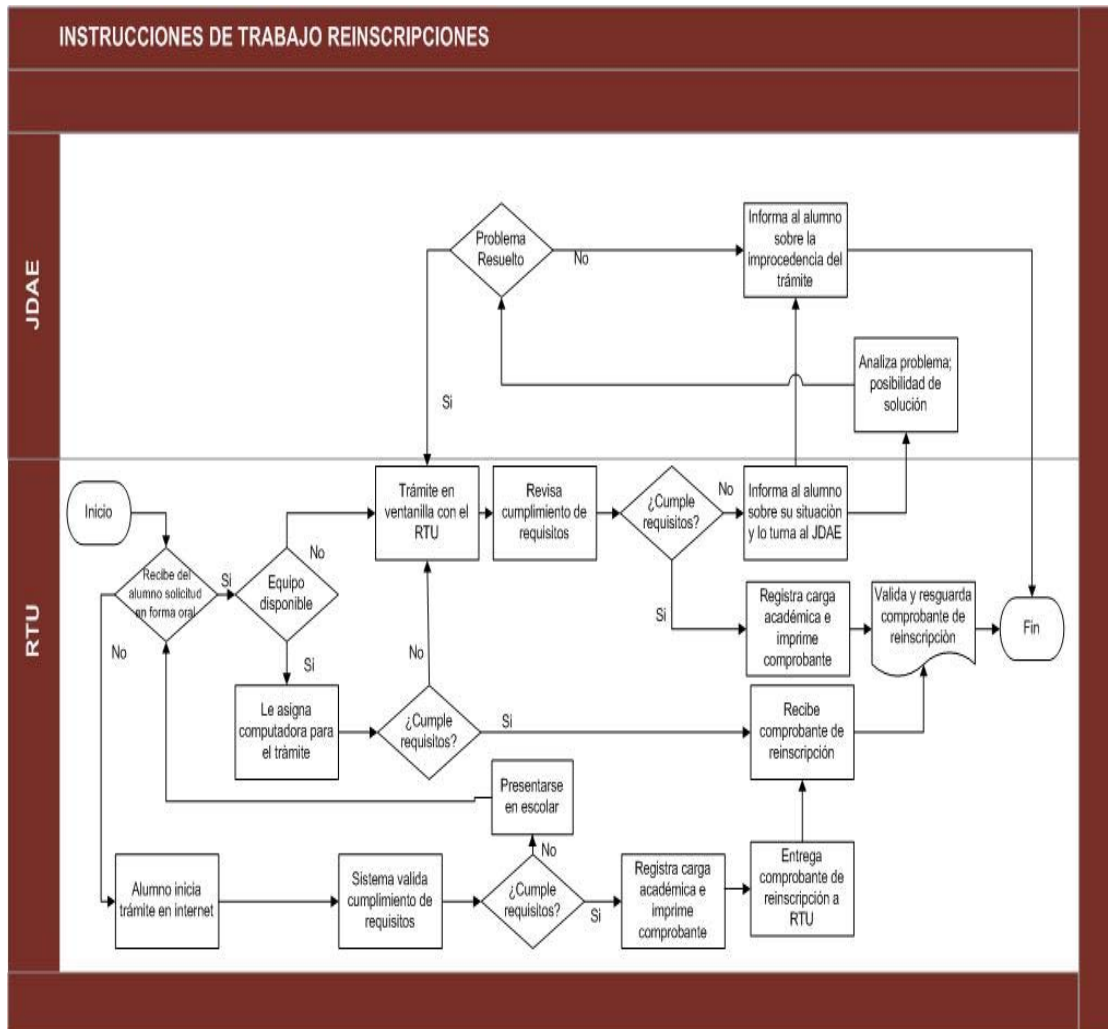 INSTRUCCIONES DE TRABAJO REINSCRIPCIONES
JDAE
Problema
Resuelto
No
Informa al alumno
sobre la
improcedencia del
trámite
Analiza problema;
posibilidad de
solución
Si
RTU
Inicio
Recibe del
alumno solicitud
en forma oral
Si
No
Equipo
disponible
No
Si
Trámite en
ventanilla con el
RTU
Revisa
cumplimiento de
requisitos
¿Cumple
requisitos?
No
Si
Informa al alumno
sobre su situaciòn
y lo turna al JDAE
Registra carga
académica e
imprime
comprobante
Valida y resguarda
comprobante de
reinscripciòn
Fin
Le asigna
computadora para
el trámite
¿Cumple
requisitos?
No
Si
Recibe
comprobante de
reinscripción
Presentarse
en escolar
No
Alumno inicia
trámite en internet
Sistema valida
cumplimiento de
requisitos
¿Cumple
requisitos?
Si
Registra carga
académica e
imprime
comprobante
Entrega
comprobante de
reinscripción a
RTU